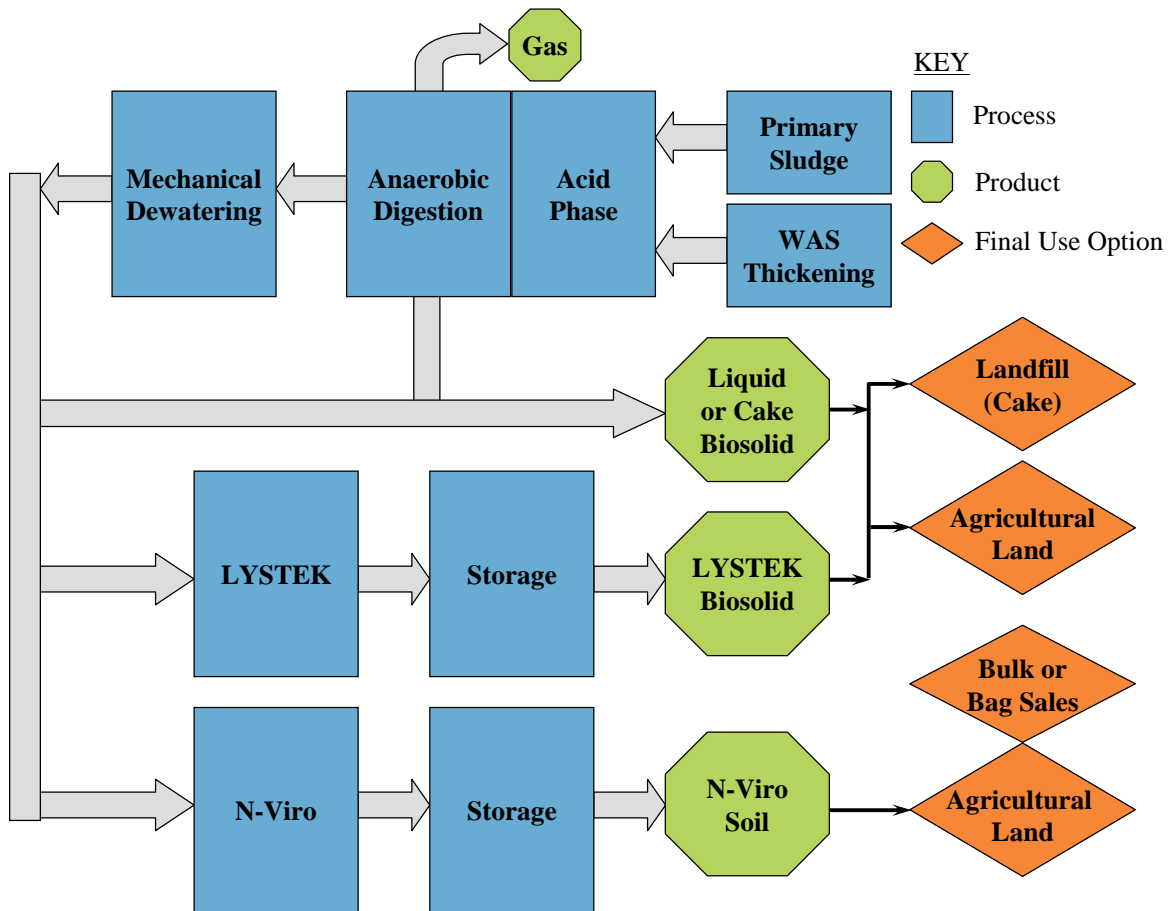 Gas
KEY
Process
Product
Final Use Option
Mechanical
Dewatering
Anaerobic
Digestion
Acid
Phase
Primary
Sludge
WAS
Thickening
Liquid
or Cake
Biosolid
Landfill
(Cake)
Agricultural
Land
LYSTEK
Storage
LYSTEK
Biosolid
Bulk or
Bag Sales
N-Viro
Storage
N-Viro
Soil
Agricultural
Land